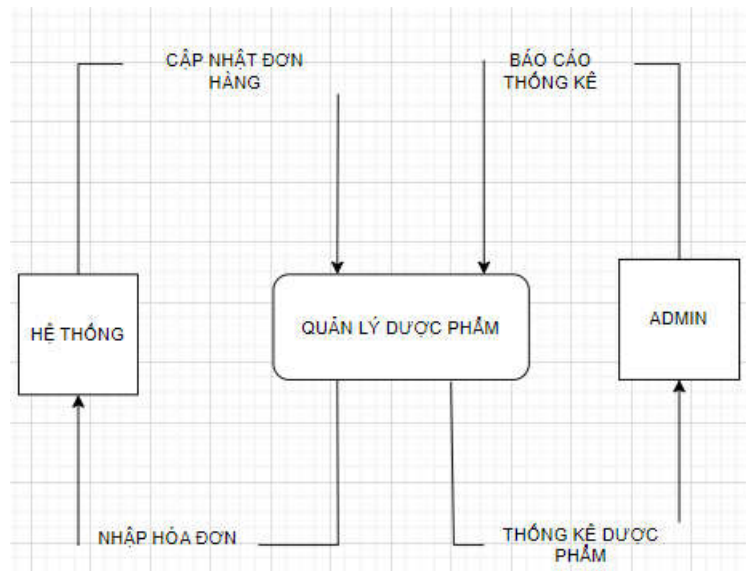 CẬP NHẬT ĐƠN
HÀNG
BÁO CÁO
THỐNG KÊ
HỆ THỐNG
QUẢN LÝ DƯỢC PHẨM
ADMIN
NHẬP HÓA ĐƠN
THỐNG KÊ DƯỢC
PHẨM